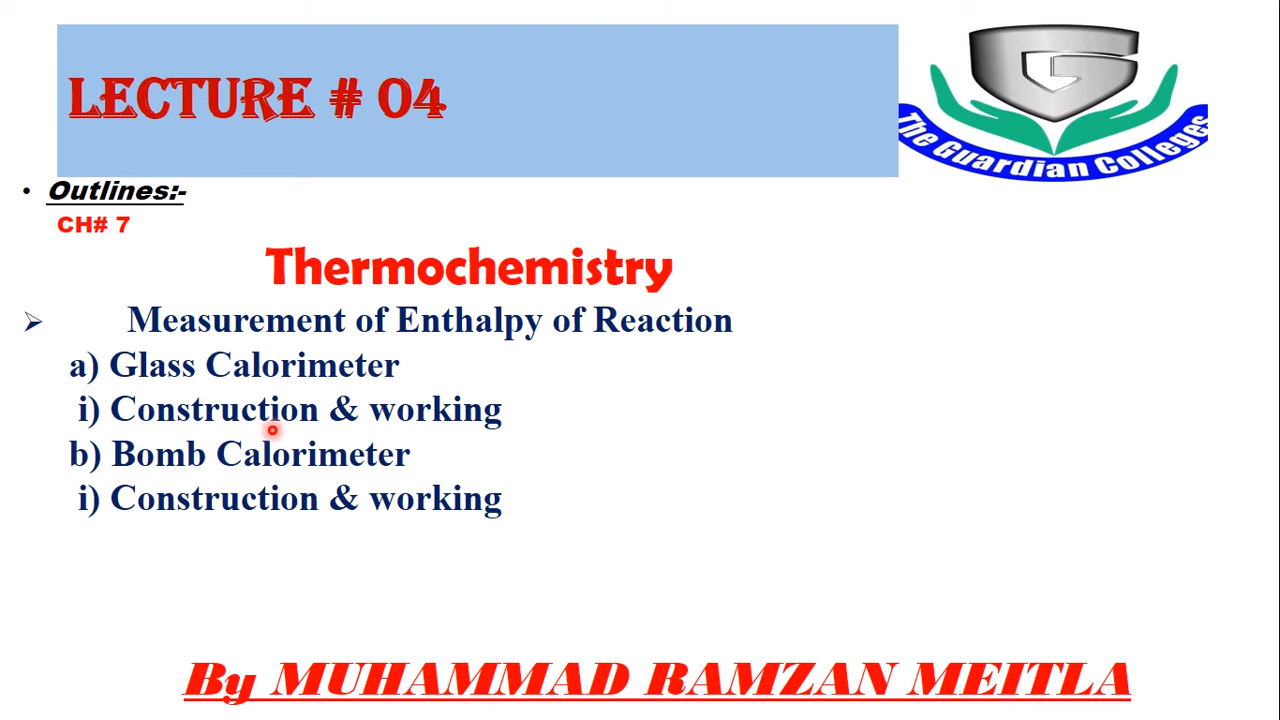 LECTURE # 04
The Guardian Colleges
• Outlines:-
CH# 7
Thermochemistry
➢ Measurement of Enthalpy of Reaction
a) Glass Calorimeter
i) Construction & working
b) Bomb Calorimeter
i) Construction & working
By MUHAMMAD RAMZAN MEITLA